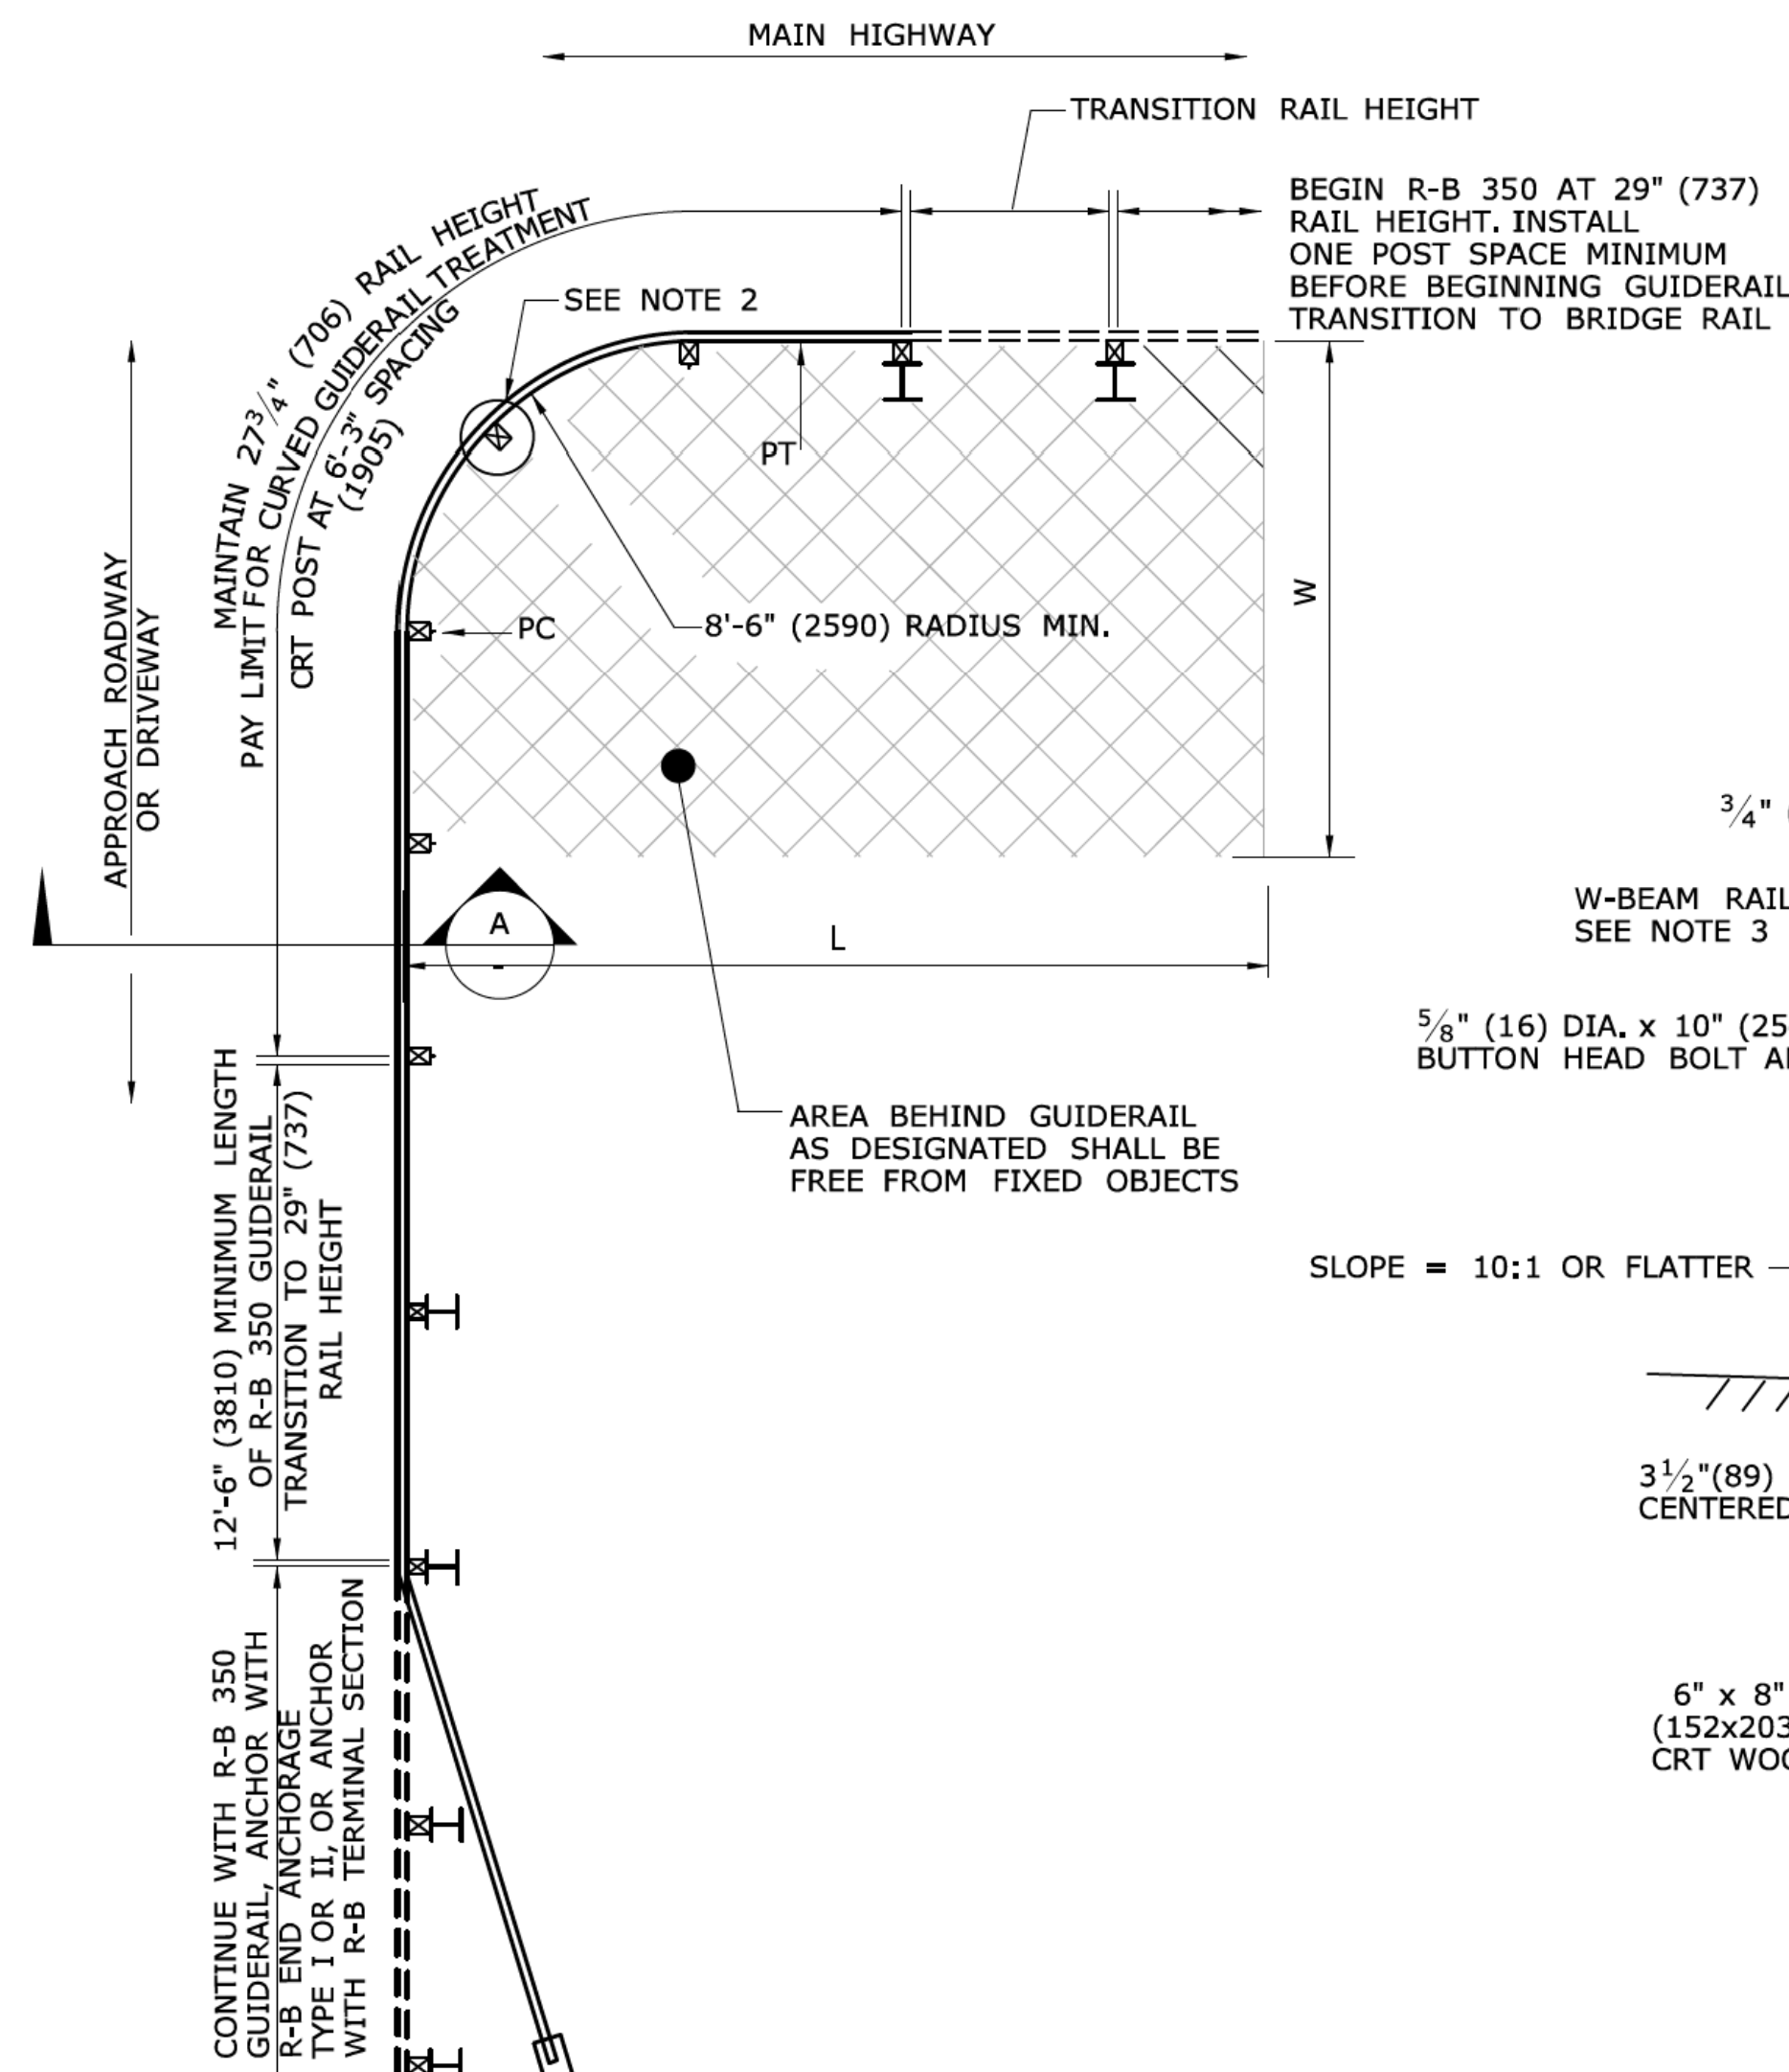 MAIN HIGHWAY
TRANSITION RAIL HEIGHT
BEGIN R-B 350 AT 29" (737)
RAIL HEIGHT. INSTALL
ONE POST SPACE MINIMUM
BEFORE BEGINNING GUIDERAIL
TRANSITION TO BRIDGE RAIL
MAINTAIN 27 3/4" (706) RAIL HEIGHT
PAY LIMIT FOR CURVED GUIDERAIL TREATMENT
CRT POST AT 6'-3" SPACING
(1905)
SEE NOTE 2
PT
W
APPROACH ROADWAY
OR DRIVEWAY
PC
8'-6" (2590) RADIUS MIN.
3/4" (
A
-
L
W-BEAM RAIL
SEE NOTE 3
5/8" (16) DIA. x 10" (25
BUTTON HEAD BOLT
AREA BEHIND GUIDERAIL
AS DESIGNATED SHALL BE
FREE FROM FIXED OBJECTS
12'-6" (3810) MINIMUM LENGTH
OF R-B 350 GUIDERAIL
TRANSITION TO 29" (737)
RAIL HEIGHT
SLOPE = 10:1 OR FLATTER
3 1/2"(89)
CENTERED
CONTINUE WITH R-B 350
GUIDERAIL, ANCHOR WITH
R-B END ANCHORAGE
TYPE I OR II, OR ANCHOR
WITH R-B TERMINAL SECTION
6" x 8"
(152x203
CRT